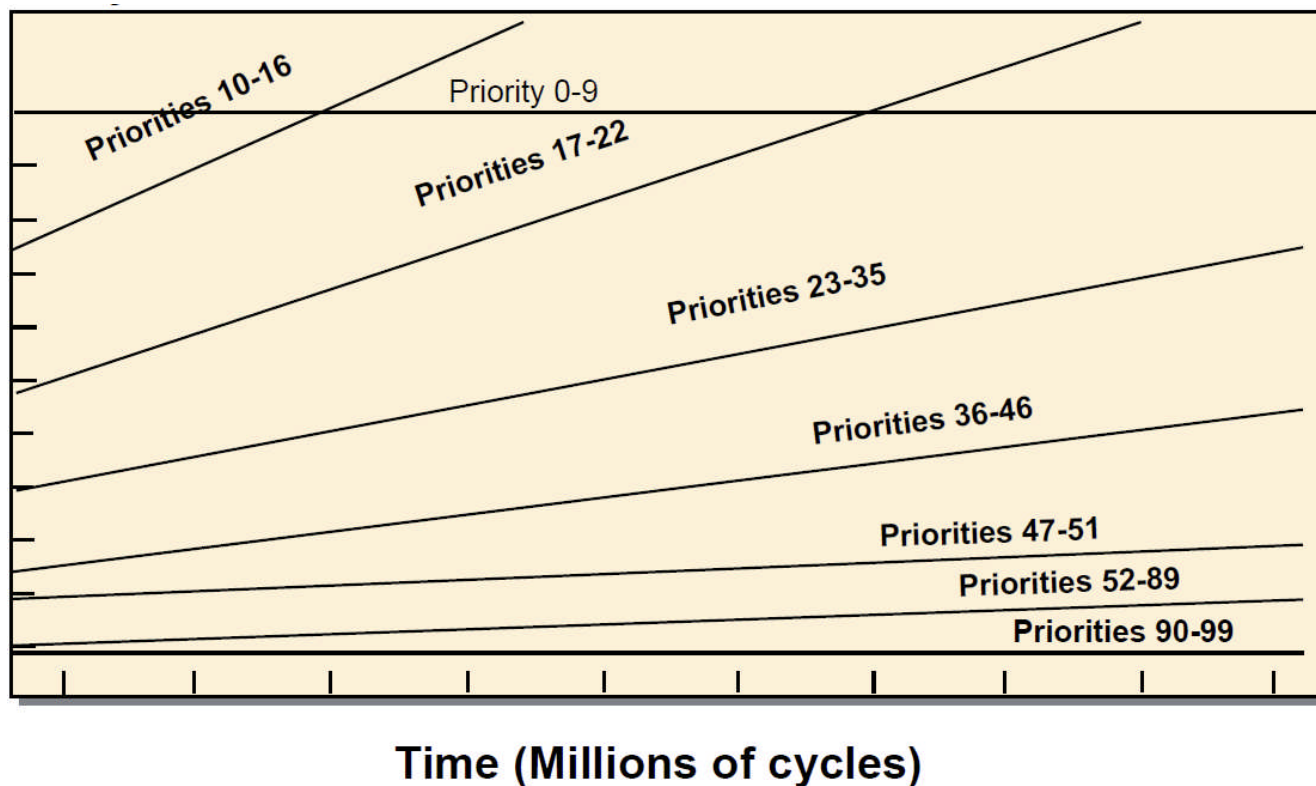 Priorities 10-16
Priority 0-9
Priorities 17-22
Priorities 23-35
Priorities 36-46
Priorities 47-51
Priorities 52-89
Priorities 90-99
Time (Millions of cycles)